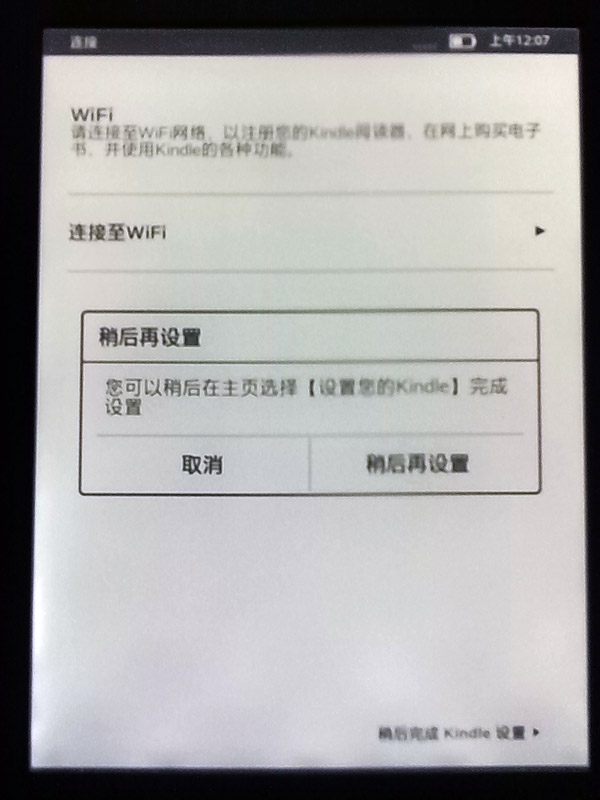 连接
上午12:07
WiFi
请连接至WiFi网络，以注册您的Kindle阅读器、在网上购买电子
书、并使用Kindle的各种功能。
连接至WiFi
稍后再设置
您可以稍后在主页选择【设置您的Kindle】完成
设置
取消
稍后再设置
稍后完成 Kindle 设置